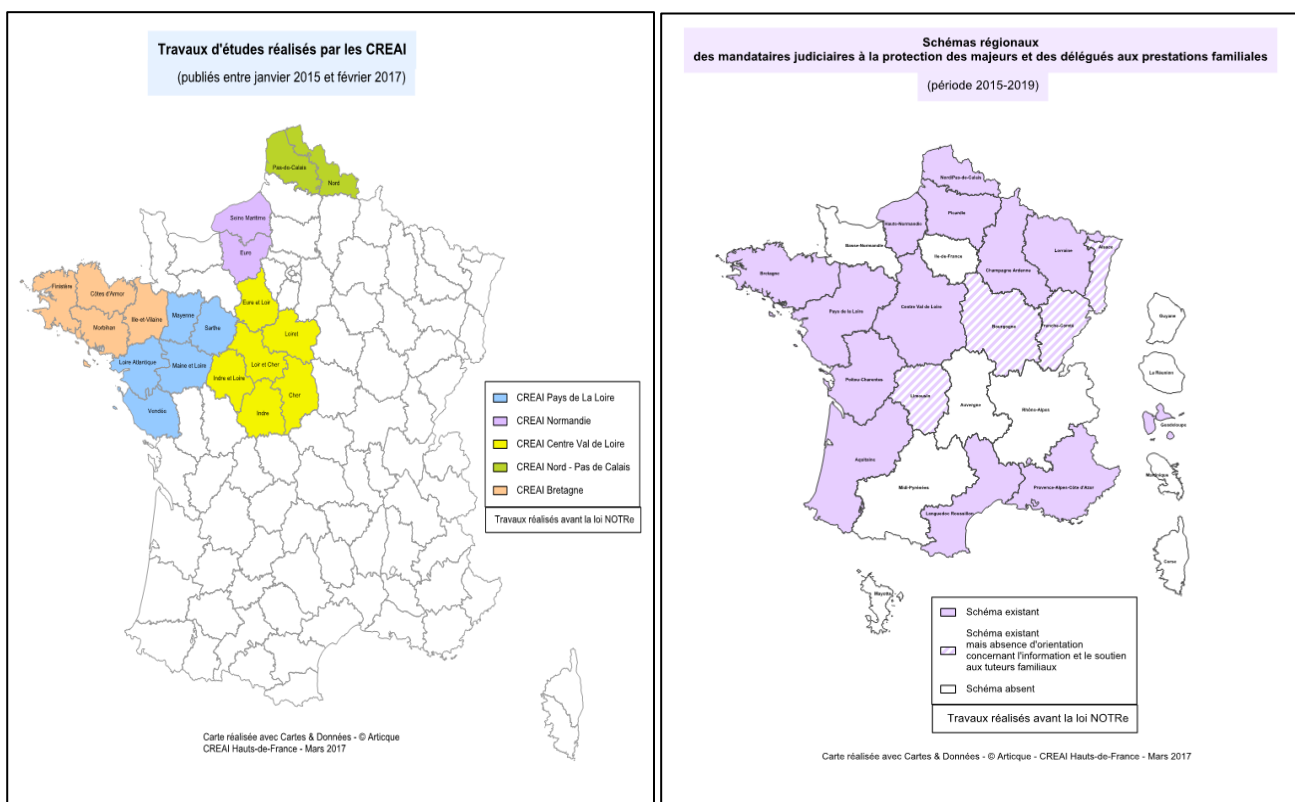 Travaux d'études réalisés par les CREAI
(publiés entre janvier 2015 et février 2017)
Pas-de-Calais
Nord
Seine Maritime
Eure
Eure et Loir
Finistère
Côtes d'Armor
Ille-et-Vilaine
Mayenne
Sarthe
Loiret
Morbihan
Loire Atlantique
Maine et Loire
Loir et Cher
Indre et Loire
Cher
Vendée
Indre
CREAI Pays de La Loire
CREAI Normandie
CREAI Centre Val de Loire
CREAI Nord - Pas de Calais
CREAI Bretagne
Travaux réalisés avant la loi NOTRe
Carte réalisée avec Cartes & Données - © Articque
CREAI Hauts-de-France - Mars 2017
Schémas régionaux
des mandataires judiciaires à la protection des majeurs et des délégués aux prestations familiales
(période 2015-2019)
Nord/Pas-de-Calais
Picardie
Haute-Normandie
Basse-Normandie
Ile-de-France
Lorraine
Alsace
Champagne Ardenne
Bretagne
Pays de la Loire
Centre Val de Loire
Bourgogne
Franche-Comté
Guyane
La Réunion
Poitou-Charentes
Limousin
Auvergne
Rhône-Alpes
Guadeloupe
Aquitaine
Martinique
Midi-Pyrénées
Provence-Alpes-Côte d'Azur
Languedoc Roussillon
Corse
Mayotte
Schéma existant
Schéma existant
mais absence d'orientation
concernant l'information et le soutien
aux tuteurs familiaux
Schéma absent
Travaux réalisés avant la loi NOTRe
Carte réalisée avec Cartes & Données - © Articque - CREAI Hauts-de-France - Mars 2017